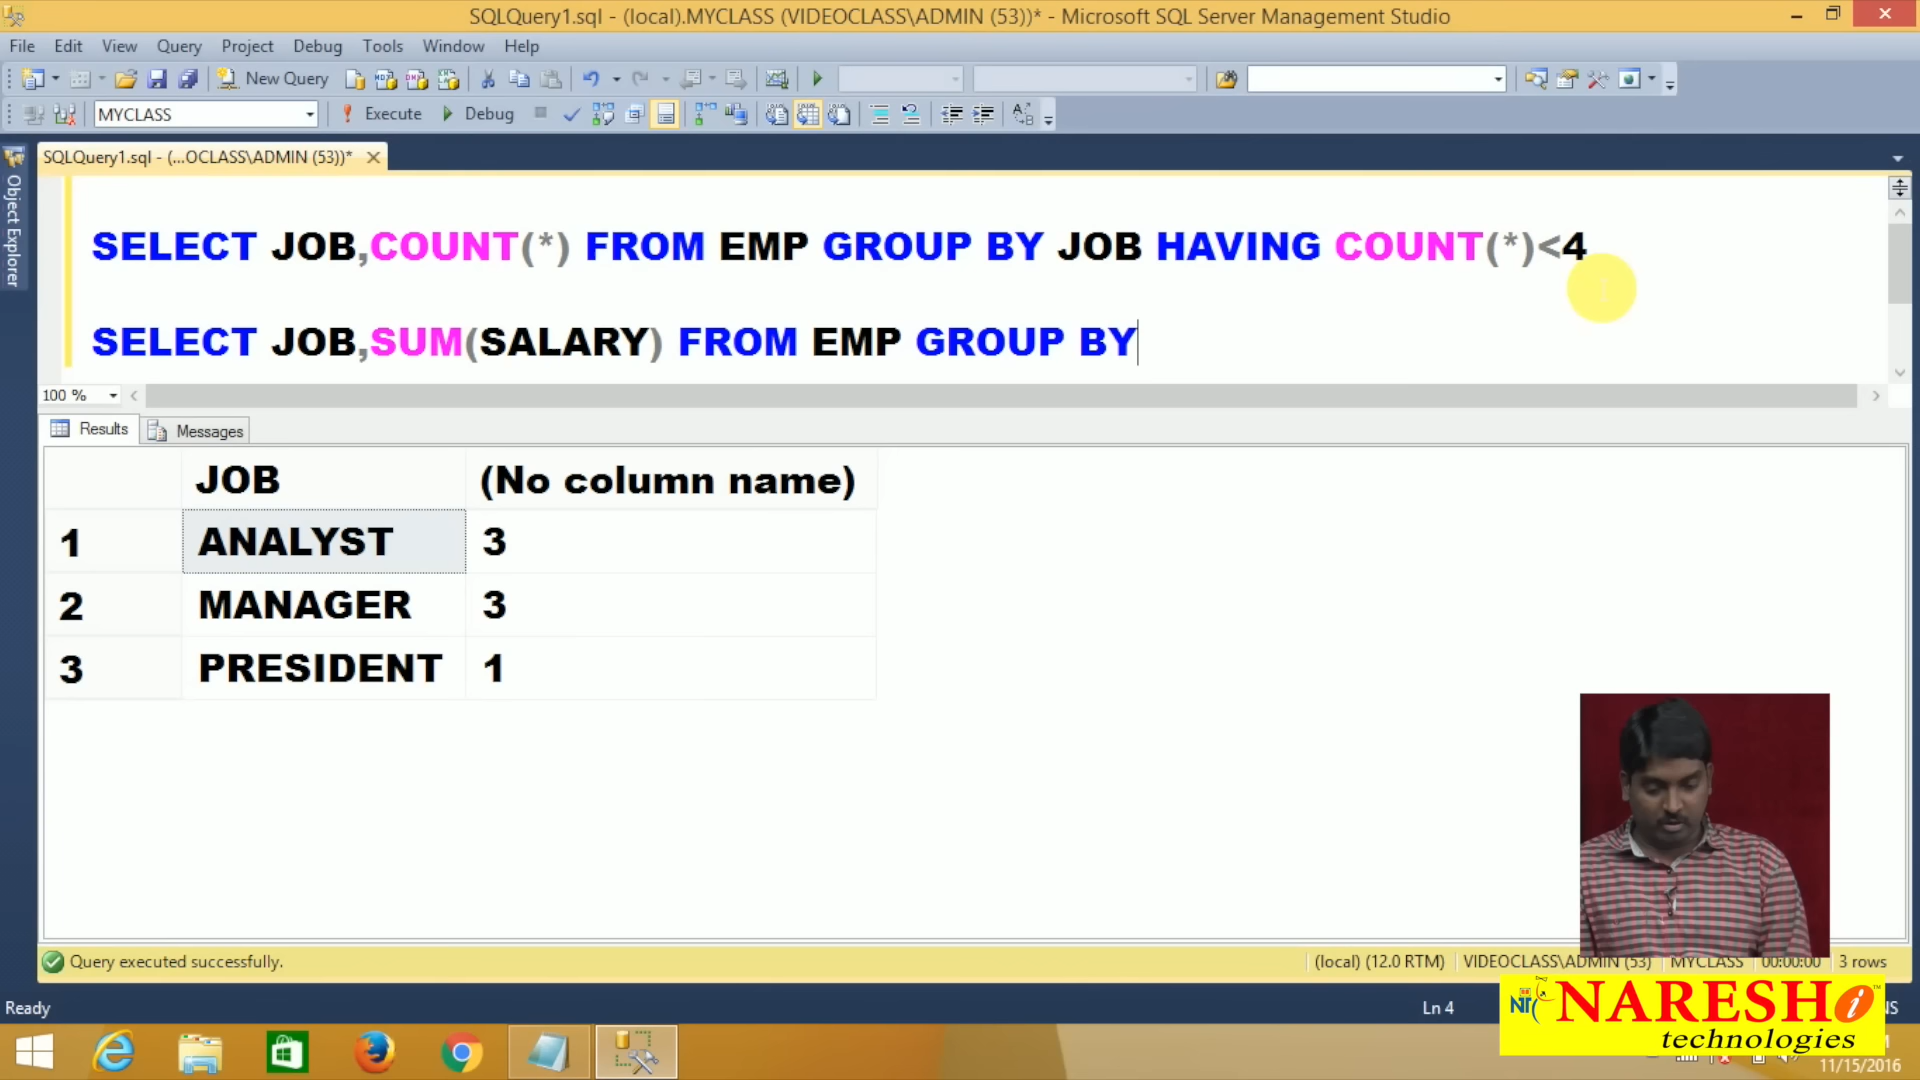 SQLQuery1.sql - (local).MYCLASS (VIDEOCLASS\ADMIN (53))* - Microsoft SQL Server Management Studio
File Edit View Query Project Debug Tools Window Help
New Query
MYCLASS Execute Debug
SQLQuery1.sql - (...OCLASS\ADMIN (53))*
Object Explorer
SELECT JOB,COUNT(*) FROM EMP GROUP BY JOB HAVING COUNT(*)<4
SELECT JOB,SUM(SALARY) FROM EMP GROUP BY
100 %
Results Messages
JOB (No column name)
1 ANALYST 3
2 MANAGER 3
3 PRESIDENT 1
Query executed successfully. (local) (12.0 RTM) VIDEOCLASS\ADMIN (53) MYCLASS 00:00:00 3 rows
Ready Ln 4
NARESH i
technologies
11/15/2016